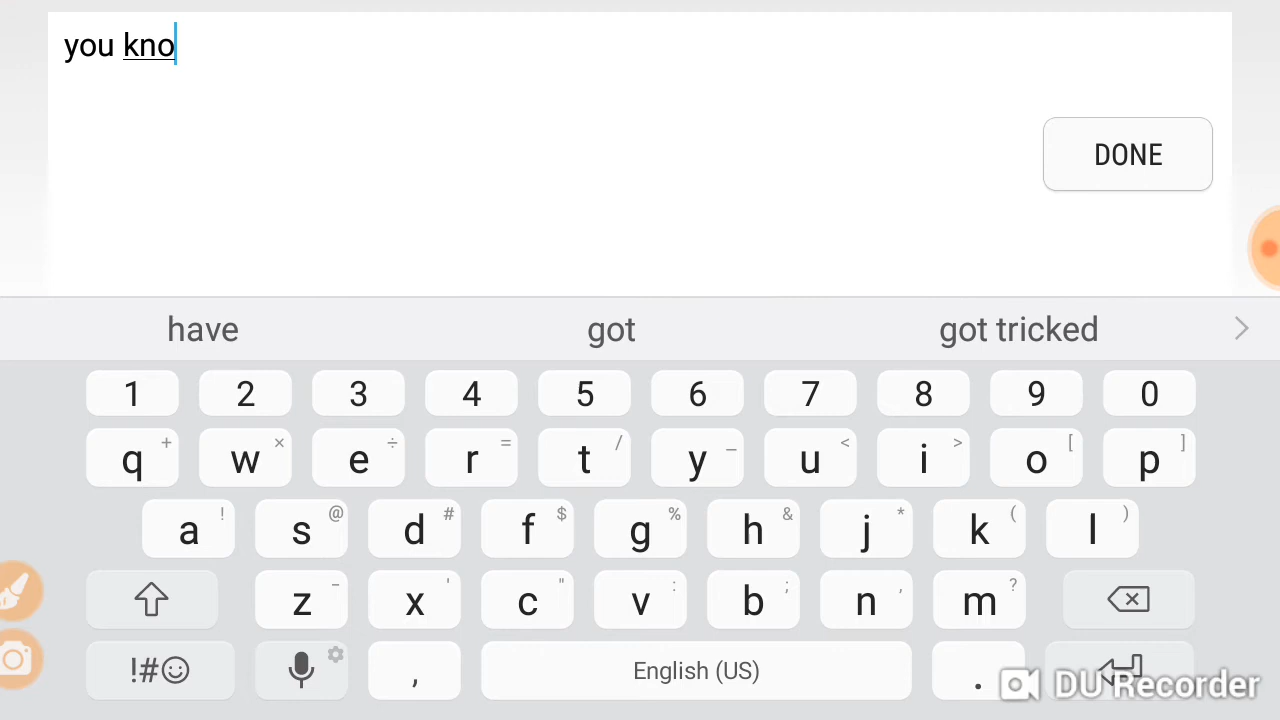 you kno
DONE
have got got tricked
1 2 3 4 5 6 7 8 9 0
q + w × e ÷ r = t / y _ u < i > o [ p ]
a ! s @ d # f $ g % h & j * k ( l )
z - x ' c " v : b ; n , m ?
!#☺ , English (US) .
DU Recorder